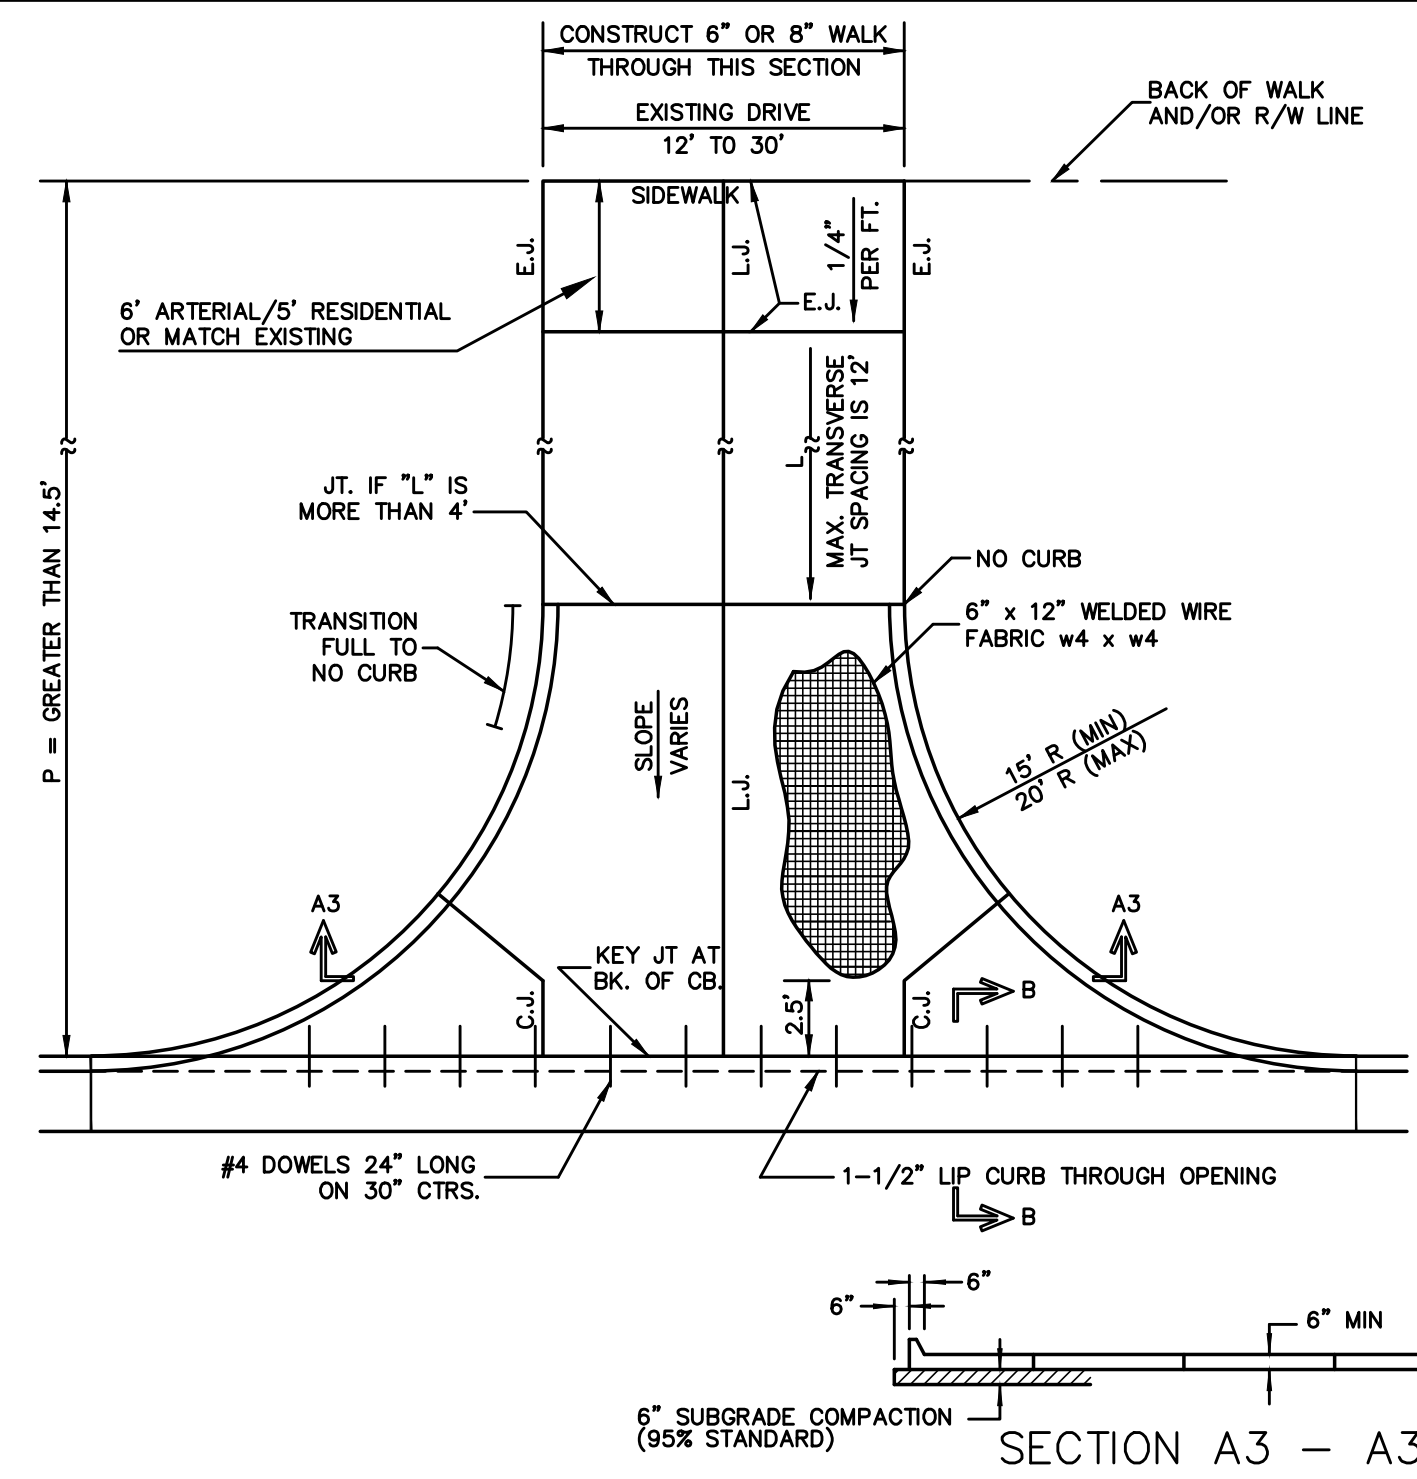 CONSTRUCT 6" OR 8" WALK
THROUGH THIS SECTION
EXISTING DRIVE
12' TO 30'
BACK OF WALK
AND/OR R/W LINE
SIDEWALK
E.J.
L.J.
1/4"
PER FT.
E.J.
E.J.
6' ARTERIAL/5' RESIDENTIAL
OR MATCH EXISTING
P = GREATER THAN 14.5'
L
MAX. TRANSVERSE
JT SPACING IS 12'
JT. IF "L" IS
MORE THAN 4'
NO CURB
6" x 12" WELDED WIRE
FABRIC w4 x w4
TRANSITION
FULL TO
NO CURB
SLOPE
VARIES
L.J.
15' R (MIN)
20' R (MAX)
A3
A3
KEY JT AT
BK. OF CB.
C.J.
2.5'
C.J.
B
#4 DOWELS 24" LONG
ON 30" CTRS.
1-1/2" LIP CURB THROUGH OPENING
B
6"
6"
6" MIN
6" SUBGRADE COMPACTION
(95% STANDARD)
SECTION A3 - A3